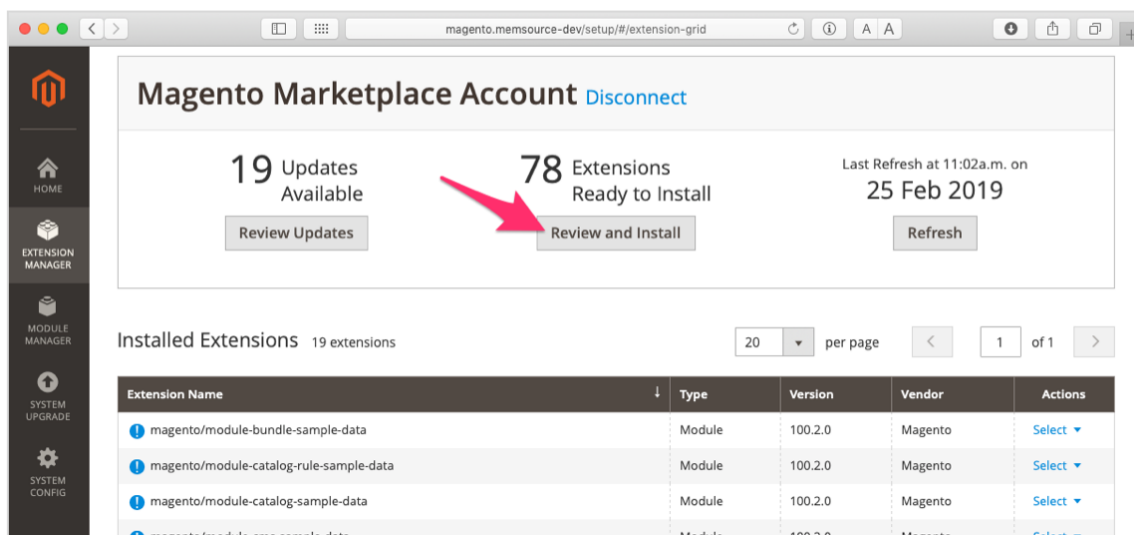 magento.memsource-dev/setup/#/extension-grid
A A
Magento Marketplace Account Disconnect
19 Updates Available
78 Extensions Ready to Install
Last Refresh at 11:02a.m. on
25 Feb 2019
Review Updates
Review and Install
Refresh
HOME
EXTENSION
MANAGER
MODULE
MANAGER
SYSTEM
UPGRADE
SYSTEM
CONFIG
Installed Extensions 19 extensions
20 per page
1 of 1
Extension Name ↓ Type Version Vendor Actions
magento/module-bundle-sample-data Module 100.2.0 Magento Select
magento/module-catalog-rule-sample-data Module 100.2.0 Magento Select
magento/module-catalog-sample-data Module 100.2.0 Magento Select